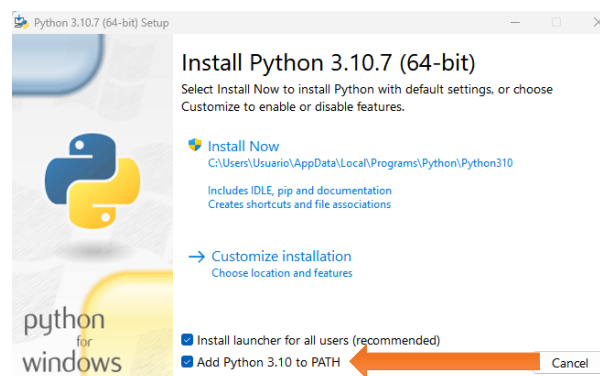 Python 3.10.7 (64-bit) Setup
Install Python 3.10.7 (64-bit)
Select Install Now to install Python with default settings, or choose
Customize to enable or disable features.
Install Now
C:\Users\Usuario\AppData\Local\Programs\Python\Python310
Includes IDLE, pip and documentation
Creates shortcuts and file associations
Customize installation
Choose location and features
python
for
windows
Install launcher for all users (recommended)
Add Python 3.10 to PATH
Cancel